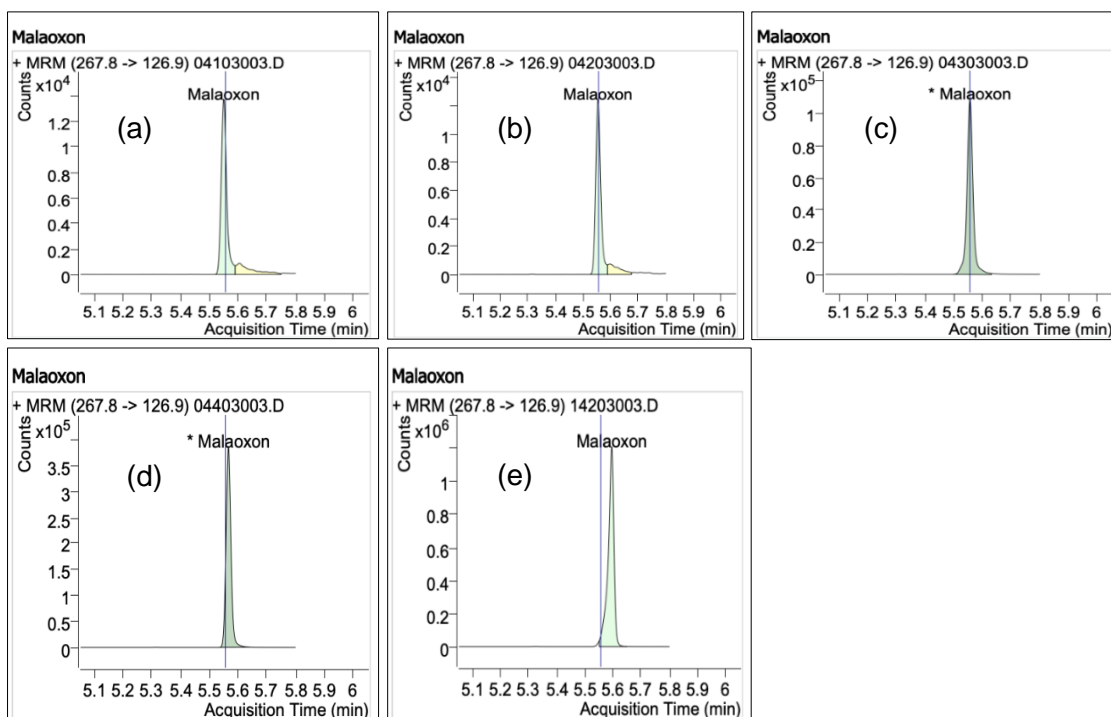 Malaoxon
+ MRM (267.8 -> 126.9) 04103003.D
Counts
x10^4
Malaoxon
(a)
1.2
1
0.8
0.6
0.4
0.2
0
5.1 5.2 5.3 5.4 5.5 5.6 5.7 5.8 5.9 6
Acquisition Time (min)
Malaoxon
+ MRM (267.8 -> 126.9) 04203003.D
Counts
x10^4
Malaoxon
(b)
1
0.8
0.6
0.4
0.2
0
5.1 5.2 5.3 5.4 5.5 5.6 5.7 5.8 5.9 6
Acquisition Time (min)
Malaoxon
+ MRM (267.8 -> 126.9) 04303003.D
Counts
x10^5
* Malaoxon
(c)
1
0.8
0.6
0.4
0.2
0
5.1 5.2 5.3 5.4 5.5 5.6 5.7 5.8 5.9 6
Acquisition Time (min)
Malaoxon
+ MRM (267.8 -> 126.9) 04403003.D
Counts
x10^5
* Malaoxon
(d)
3.5
3
2.5
2
1.5
1
0.5
0
5.1 5.2 5.3 5.4 5.5 5.6 5.7 5.8 5.9 6
Acquisition Time (min)
Malaoxon
+ MRM (267.8 -> 126.9) 14203003.D
Counts
x10^6
Malaoxon
(e)
1
0.8
0.6
0.4
0.2
0
5.1 5.2 5.3 5.4 5.5 5.6 5.7 5.8 5.9 6
Acquisition Time (min)